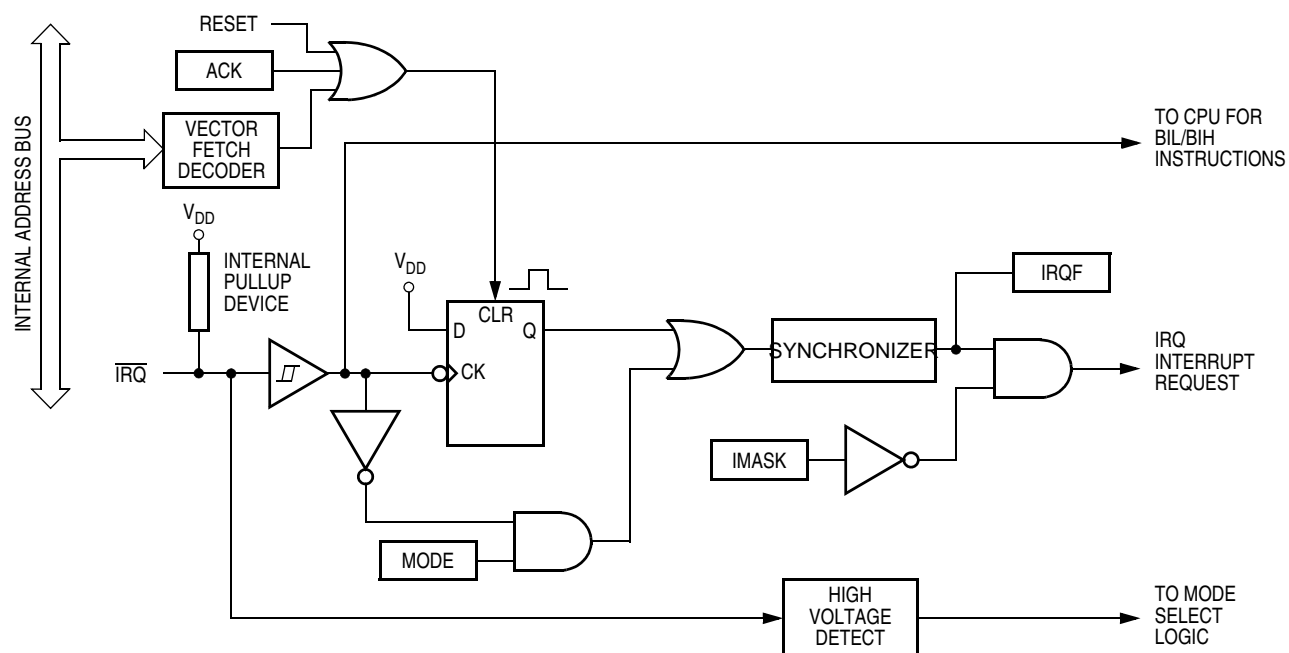 RESET
ACK
VECTOR
FETCH
DECODER
INTERNAL ADDRESS BUS
TO CPU FOR
BIL/BIH
INSTRUCTIONS
VDD
INTERNAL
PULLUP
DEVICE
VDD
CLR
D
Q
CK
IRQ
SYNCHRONIZER
IRQF
IRQ
INTERRUPT
REQUEST
IMASK
MODE
HIGH
VOLTAGE
DETECT
TO MODE
SELECT
LOGIC